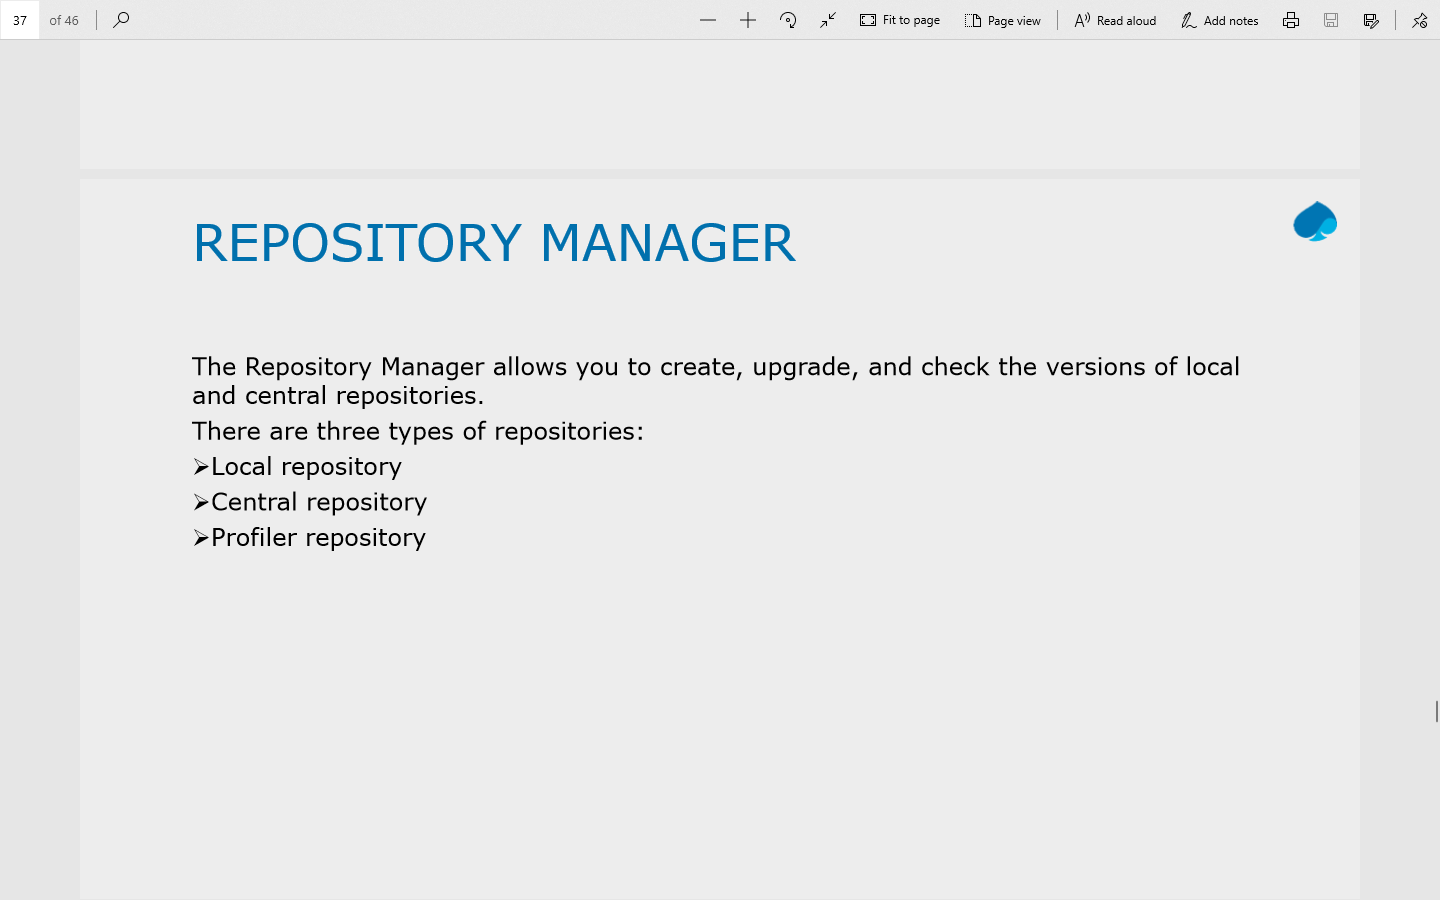 37 of 46 Fit to page Page view Read aloud Add notes
REPOSITORY MANAGER
The Repository Manager allows you to create, upgrade, and check the versions of local
and central repositories.
There are three types of repositories:
➢Local repository
➢Central repository
➢Profiler repository